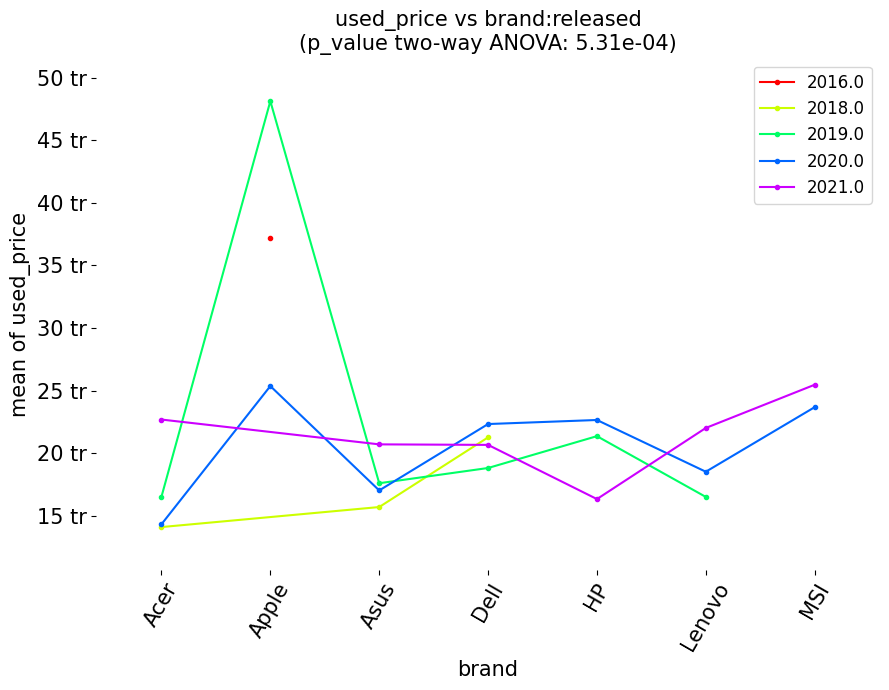 used_price vs brand:released
(p_value two-way ANOVA: 5.31e-04)
50 tr
45 tr
40 tr
35 tr
30 tr
25 tr
20 tr
15 tr
mean of used_price
2016.0
2018.0
2019.0
2020.0
2021.0
Acer
Apple
Asus
Dell
HP
Lenovo
MSI
brand